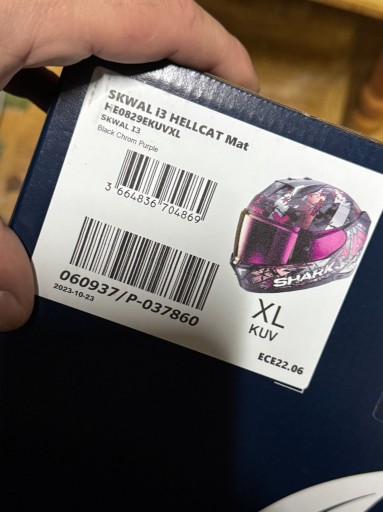 SKWAL i3 HELLCAT Mat
HE0829EKUVXL
SKWAL I3
Black Chrom Purple
3 664836 704869
SHARK
060937/P-037860
2023-10-23
XL
KUV
ECE22.06